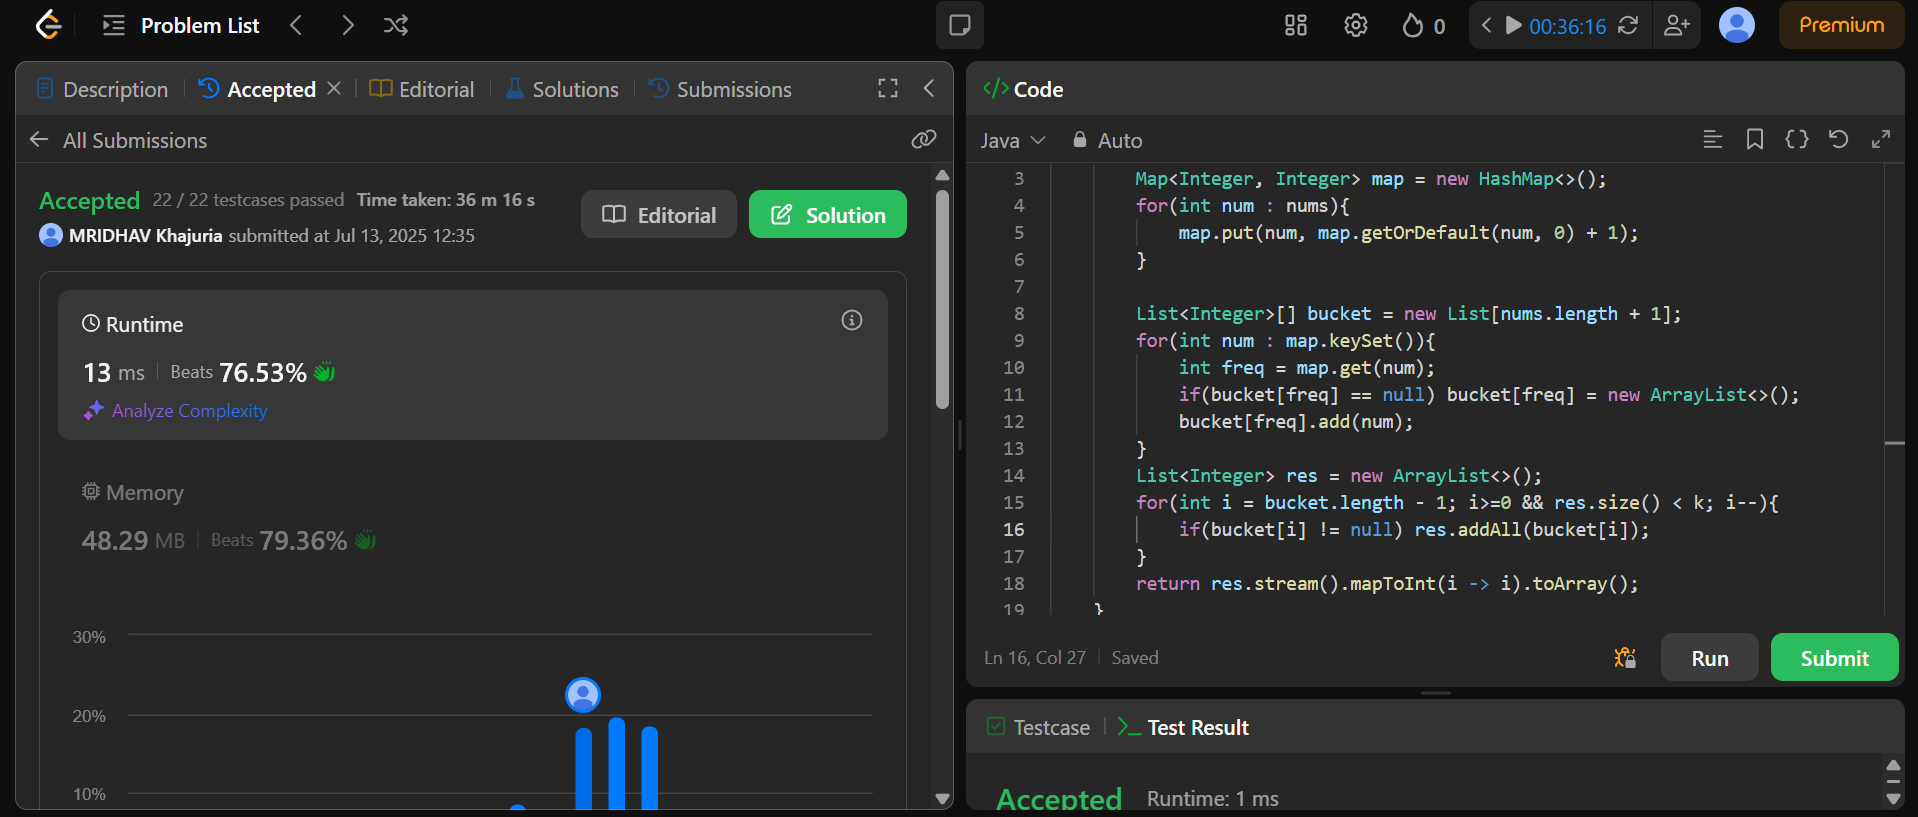 Problem List
0
00:36:16
Premium
Description
Accepted
Editorial
Solutions
Submissions
All Submissions
Accepted 22 / 22 testcases passed Time taken: 36 m 16 s
MRIDHAV Khajuria submitted at Jul 13, 2025 12:35
Editorial
Solution
Runtime
13 ms Beats 76.53%
Analyze Complexity
Memory
48.29 MB Beats 79.36%
30%
20%
10%
</> Code
Java
Auto
3 Map<Integer, Integer> map = new HashMap<>();
4 for(int num : nums){
5 map.put(num, map.getOrDefault(num, 0) + 1);
6 }
7
8 List<Integer>[] bucket = new List[nums.length + 1];
9 for(int num : map.keySet()){
10 int freq = map.get(num);
11 if(bucket[freq] == null) bucket[freq] = new ArrayList<>();
12 bucket[freq].add(num);
13 }
14 List<Integer> res = new ArrayList<>();
15 for(int i = bucket.length - 1; i>=0 && res.size() < k; i--){
16 if(bucket[i] != null) res.addAll(bucket[i]);
17 }
18 return res.stream().mapToInt(i -> i).toArray();
19 }
Ln 16, Col 27 Saved
Run
Submit
Testcase
Test Result
Accepted Runtime: 1 ms